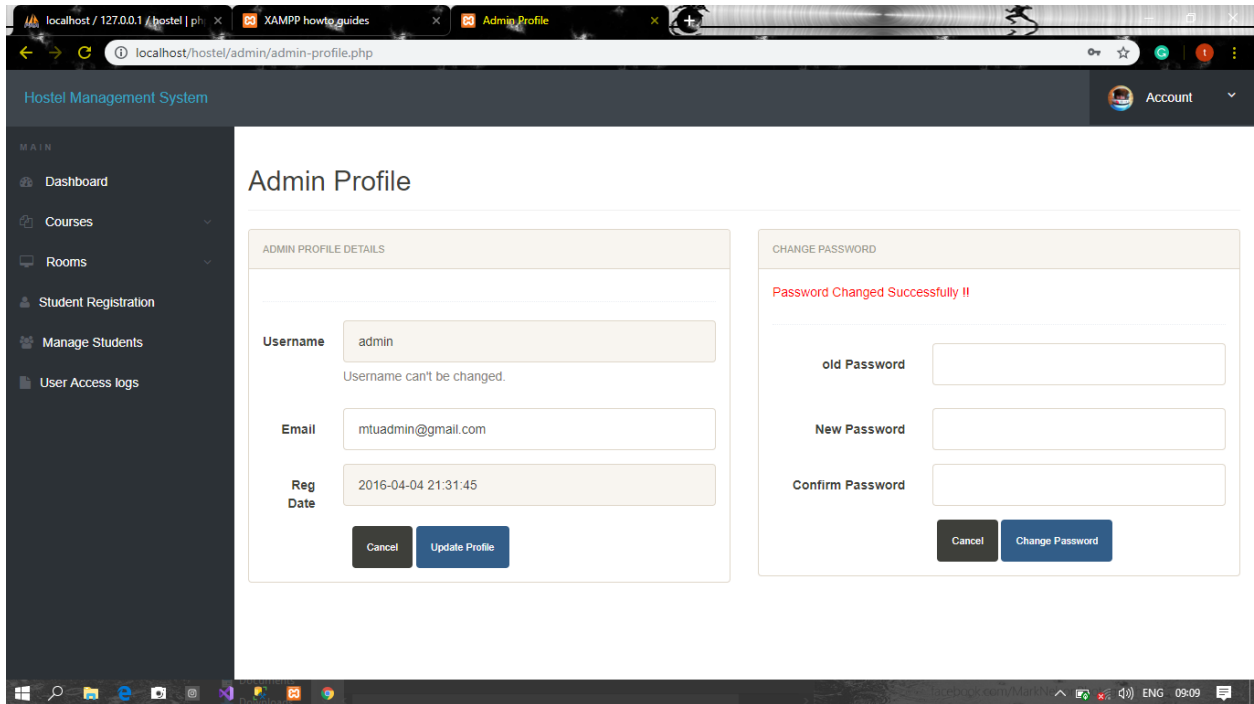 localhost / 127.0.0.1 / hostel | ph
XAMPP howto guides
Admin Profile
localhost/hostel/admin/admin-profile.php
t
Hostel Management System
Account
MAIN
Dashboard
Courses
Rooms
Student Registration
Manage Students
User Access logs
Admin Profile
ADMIN PROFILE DETAILS
Username
admin
Username can't be changed.
Email
mtuadmin@gmail.com
Reg Date
2016-04-04 21:31:45
Cancel
Update Profile
CHANGE PASSWORD
Password Changed Successfully !!
old Password
New Password
Confirm Password
Cancel
Change Password
Documents
ENG
09:09